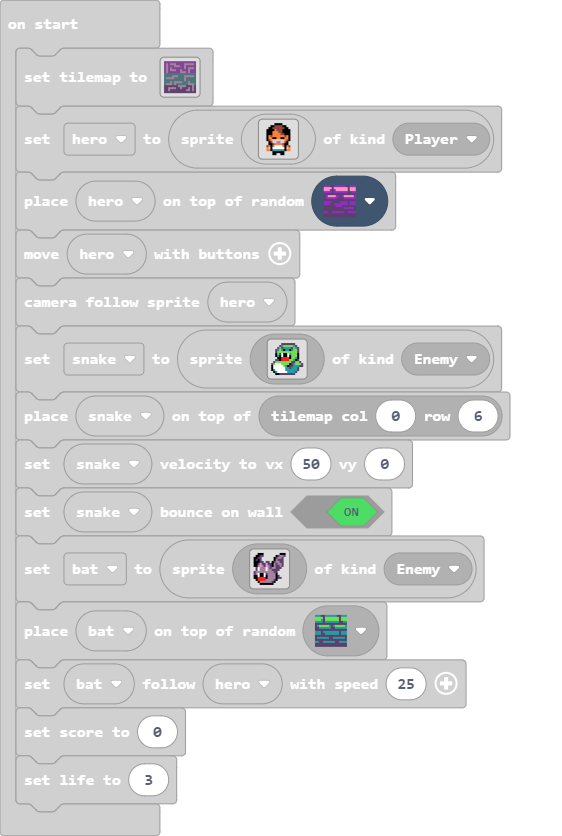 on start
set tilemap to
set hero to sprite of kind Player
place hero on top of random
move hero with buttons
camera follow sprite hero
set snake to sprite of kind Enemy
place snake on top of tilemap col 0 row 6
set snake velocity to vx 50 vy 0
set snake bounce on wall ON
set bat to sprite of kind Enemy
place bat on top of random
set bat follow hero with speed 25
set score to 0
set life to 3